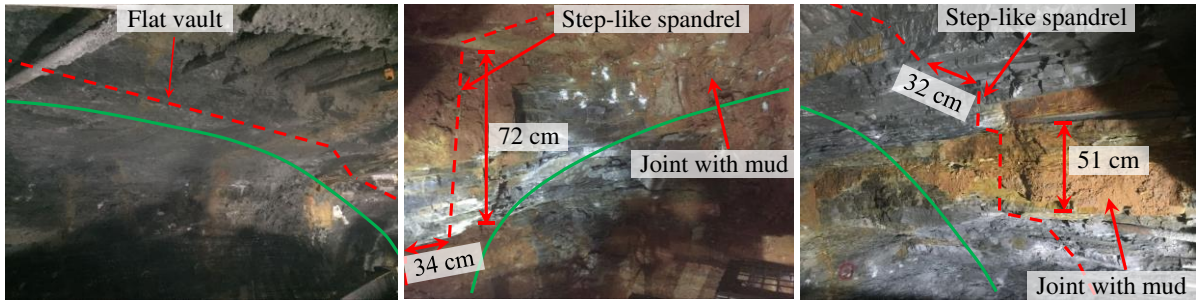 Flat vault
Step-like spandrel
72 cm
Joint with mud
34 cm
Step-like spandrel
32 cm
51 cm
Joint with mud